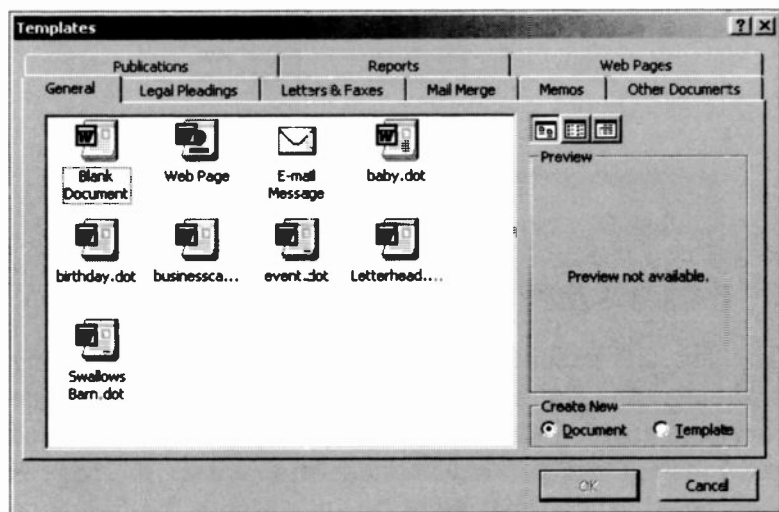 Templates
Publications Reports Web Pages
General Legal Pleadings Letters & Faxes Mail Merge Memos Other Documents
Blank Document
Web Page
E-mail Message
baby.dot
birthday.dot
businessca...
event.dot
Letterhead....
Swallows Barn.dot
Preview
Preview not available.
Create New
Document Template
OK Cancel